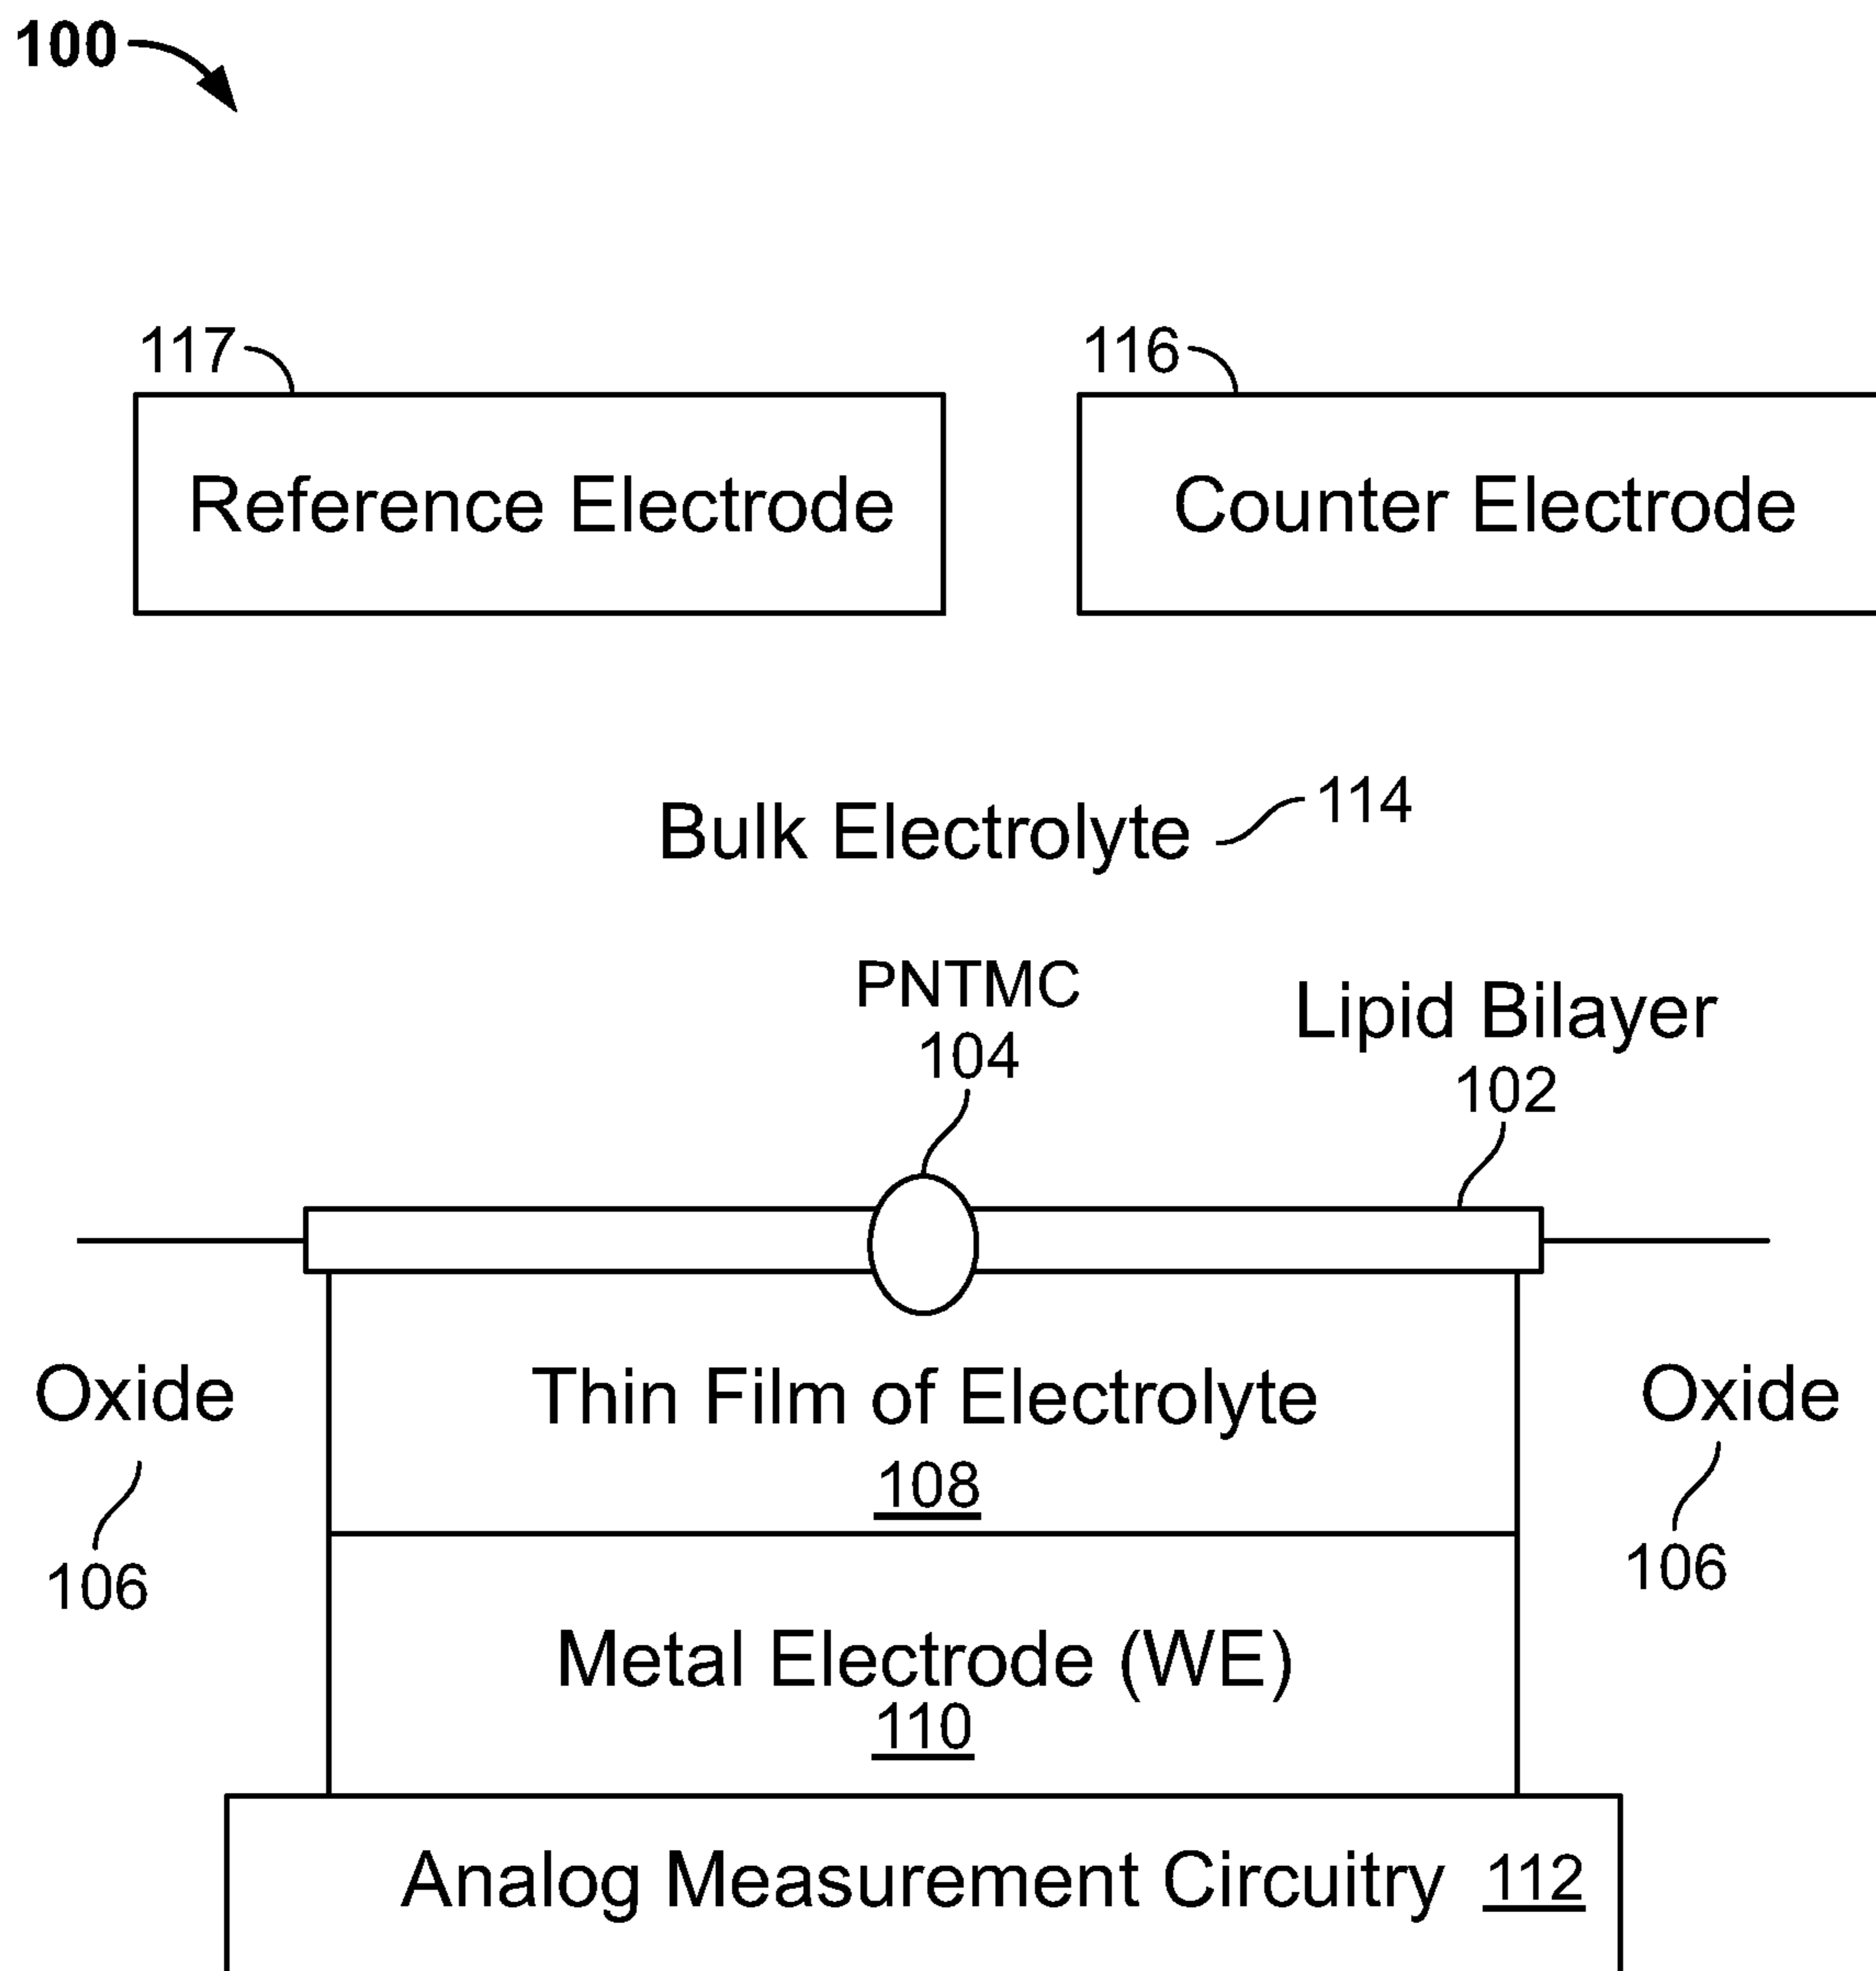 100
117
116
Reference Electrode
Counter Electrode
Bulk Electrolyte
114
PNTMC
104
Lipid Bilayer
102
Oxide
106
Thin Film of Electrolyte
108
Oxide
106
Metal Electrode (WE)
110
Analog Measurement Circuitry 112